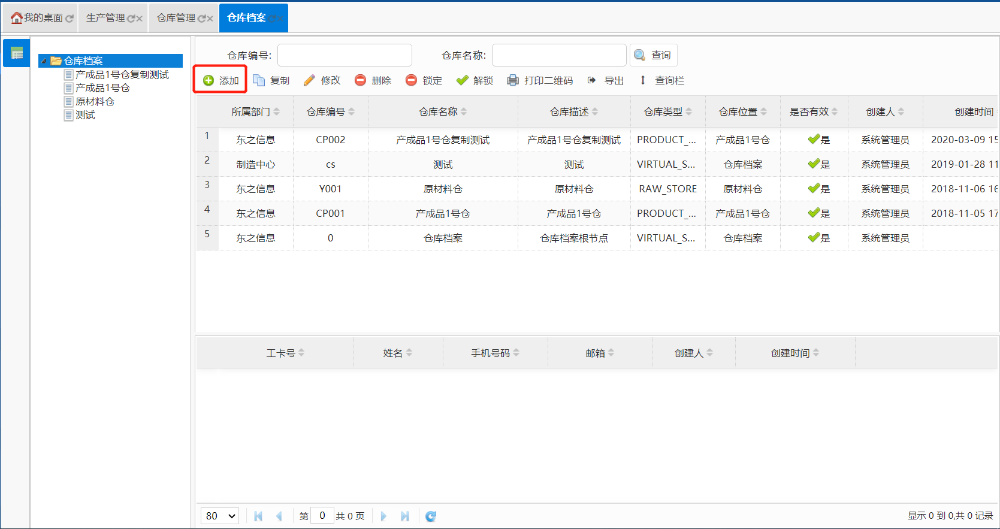 我的桌面 生产管理 仓库管理 仓库档案
仓库档案
产成品1号仓复制测试
产成品1号仓
原材料仓
测试
仓库编号: 仓库名称: 查询
添加 复制 修改 删除 锁定 解锁 打印二维码 导出 查询栏
所属部门 仓库编号 仓库名称 仓库描述 仓库类型 仓库位置 是否有效 创建人 创建时间
1 东之信息 CP002 产成品1号仓复制测试 产成品1号仓复制测试 PRODUCT_... 产成品1号仓 是 系统管理员 2020-03-09 15
2 制造中心 cs 测试 测试 VIRTUAL_S... 仓库档案 是 系统管理员 2019-01-28 11
3 东之信息 Y001 原材料仓 原材料仓 RAW_STORE 原材料仓 是 系统管理员 2018-11-06 16
4 东之信息 CP001 产成品1号仓 产成品1号仓 PRODUCT_... 产成品1号仓 是 系统管理员 2018-11-05 17
5 东之信息 0 仓库档案 仓库档案根节点 VIRTUAL_S... 仓库档案 是 系统管理员
工卡号 姓名 手机号码 邮箱 创建人 创建时间
80 第 0 共 0 页 显示 0 到 0,共 0 记录